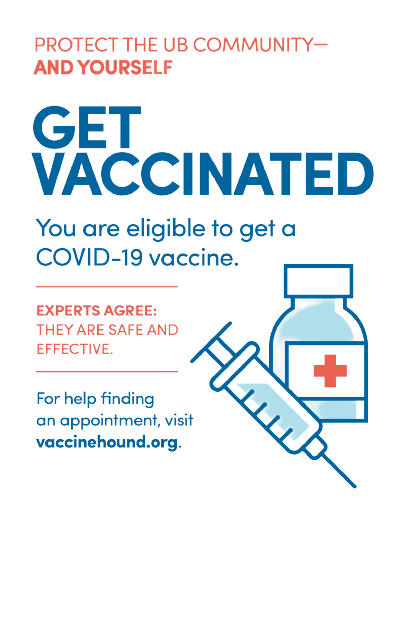 PROTECT THE UB COMMUNITY—
AND YOURSELF
GET
VACCINATED
You are eligible to get a
COVID-19 vaccine.
EXPERTS AGREE:
THEY ARE SAFE AND
EFFECTIVE.
For help finding
an appointment, visit
vaccinehound.org.